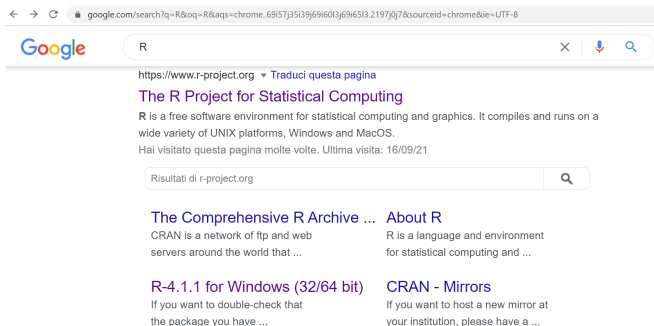 google.com/search?q=R&oq=R&aqs=chrome..69i57j35i39j69i60l3j69i65l3.2197j0j7&sourceid=chrome&ie=UTF-8
Google R
https://www.r-project.org ▾ Traduci questa pagina
The R Project for Statistical Computing
R is a free software environment for statistical computing and graphics. It compiles and runs on a
wide variety of UNIX platforms, Windows and MacOS.
Hai visitato questa pagina molte volte. Ultima visita: 16/09/21
Risultati di r-project.org
The Comprehensive R Archive ... About R
CRAN is a network of ftp and web R is a language and environment
servers around the world that ... for statistical computing and ...
R-4.1.1 for Windows (32/64 bit) CRAN - Mirrors
If you want to double-check that If you want to host a new mirror at
the package you have ... your institution, please have a ...